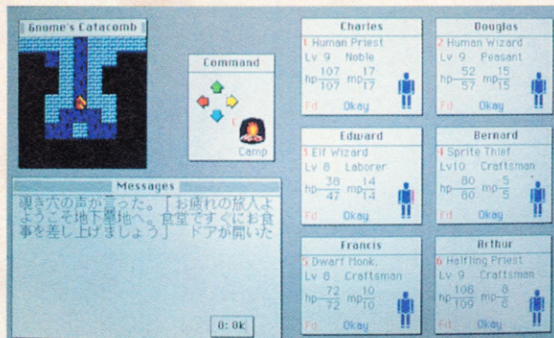 Gnome's Catacomb
Command
Camp
Messages
覗き穴の声が言った。「お疲れの旅人よ
ようこそ地下墓地へ。食堂ですぐにお食
事を差し上げましょう」 ドアが開いた
0:Ok
Charles
1 Human Priest
Lv 9 Noble
hp 107/107 mp 17/17
Fd Okay
Douglas
2 Human Wizard
Lv 9 Peasant
hp 52/57 mp 15/15
Fd Okay
Edward
3 Elf Wizard
Lv 8 Laborer
hp 38/47 mp 14/14
Fd Okay
Bernard
4 Sprite Thief
Lv10 Craftsman
hp 80/80 mp 5/5
Fd Okay
Francis
5 Dwarf Monk
Lv 8 Craftsman
hp 72/72 mp 10/10
Fd Okay
Arthur
6 Halfling Priest
Lv 9 Craftsman
hp 108/109 mp 8/8
Fd Okay